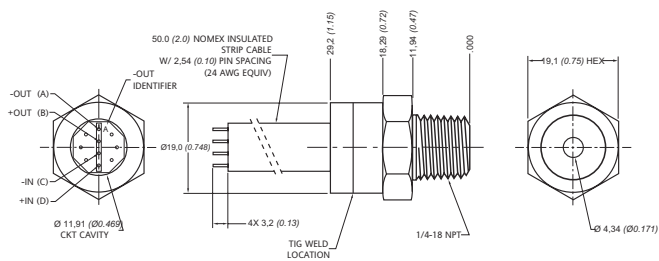 50.0 (2.0) NOMEX INSULATED
STRIP CABLE
W/ 2,54 (0.10) PIN SPACING
(24 AWG EQUIV)
29,2 (1.15)
18,29 (0.72)
11,94 (0.47)
.000
19,1 (0.75) HEX
-OUT
IDENTIFIER
-OUT (A)
+OUT (B)
A
-IN (C)
+IN (D)
Ø 11,91 (Ø0.469)
CKT CAVITY
Ø19,0 (0.748)
4X 3,2 (0.13)
TIG WELD
LOCATION
1/4-18 NPT
Ø 4,34 (Ø0.171)